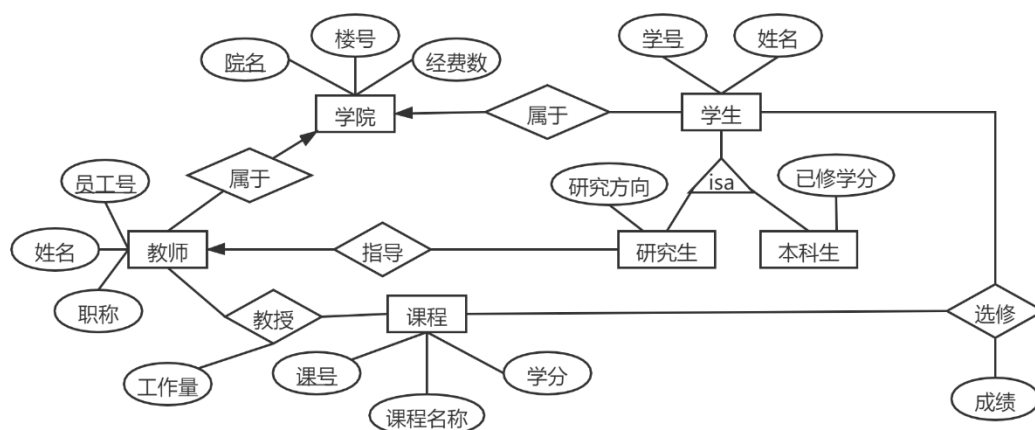 楼号
学号
姓名
院名
经费数
学院
属于
学生
属于
员工号
研究方向
isa
已修学分
姓名
教师
指导
研究生
本科生
职称
教授
课程
选修
工作量
课号
学分
课程名称
成绩